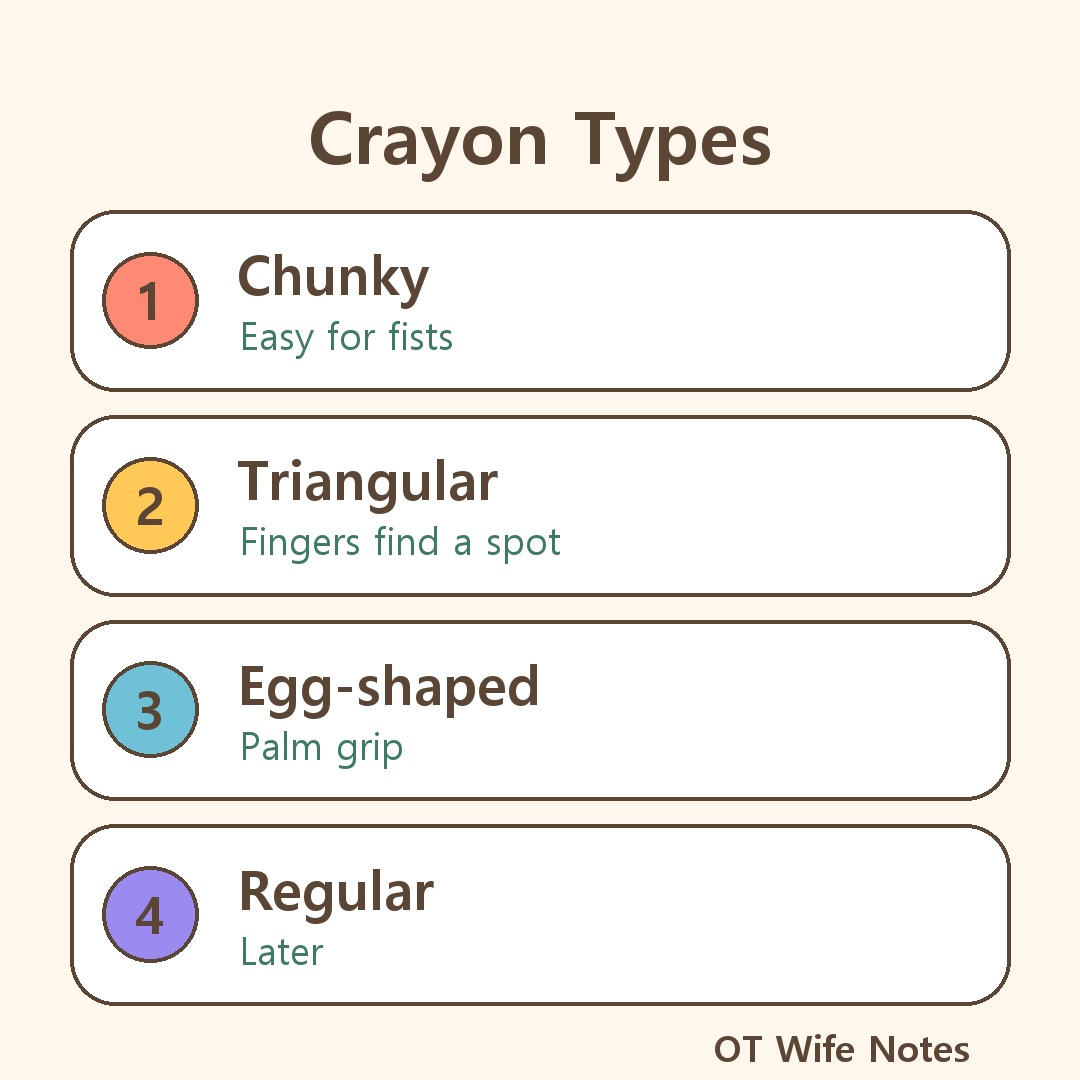 Crayon Types
1
Chunky
Easy for fists
2
Triangular
Fingers find a spot
3
Egg-shaped
Palm grip
4
Regular
Later
OT Wife Notes